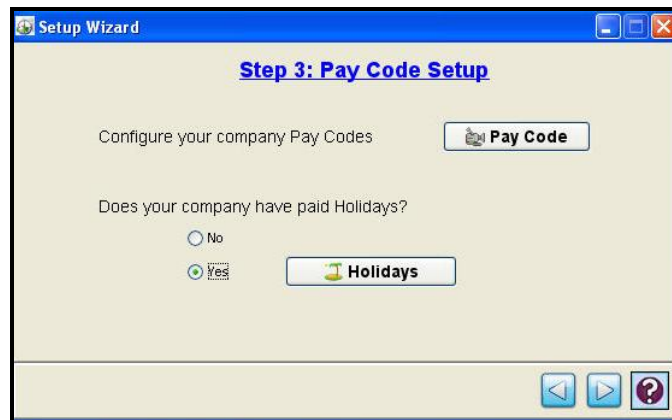 Setup Wizard
Step 3: Pay Code Setup
Configure your company Pay Codes
Pay Code
Does your company have paid Holidays?
No
Yes
Holidays
?